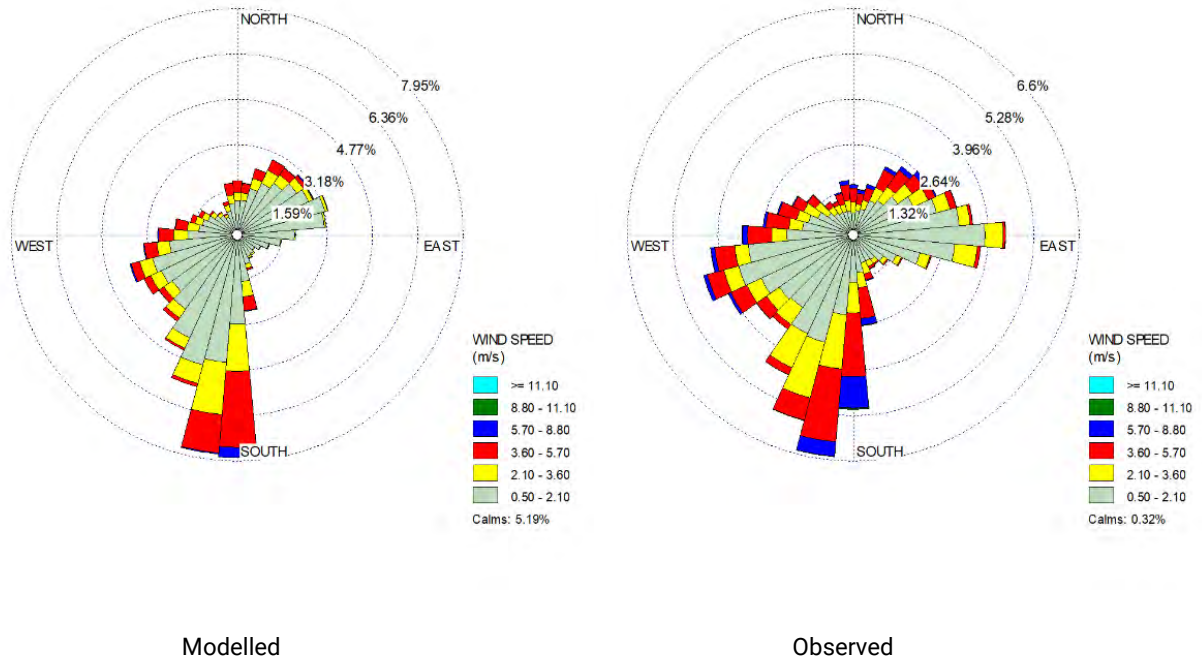 NORTH
7.95%
6.36%
4.77%
3.18%
1.59%
WEST
EAST
SOUTH
WIND SPEED
(m/s)
>= 11.10
8.80 - 11.10
5.70 - 8.80
3.60 - 5.70
2.10 - 3.60
0.50 - 2.10
Calms: 5.19%
Modelled
NORTH
6.6%
5.28%
3.96%
2.64%
1.32%
WEST
EAST
SOUTH
WIND SPEED
(m/s)
>= 11.10
8.80 - 11.10
5.70 - 8.80
3.60 - 5.70
2.10 - 3.60
0.50 - 2.10
Calms: 0.32%
Observed